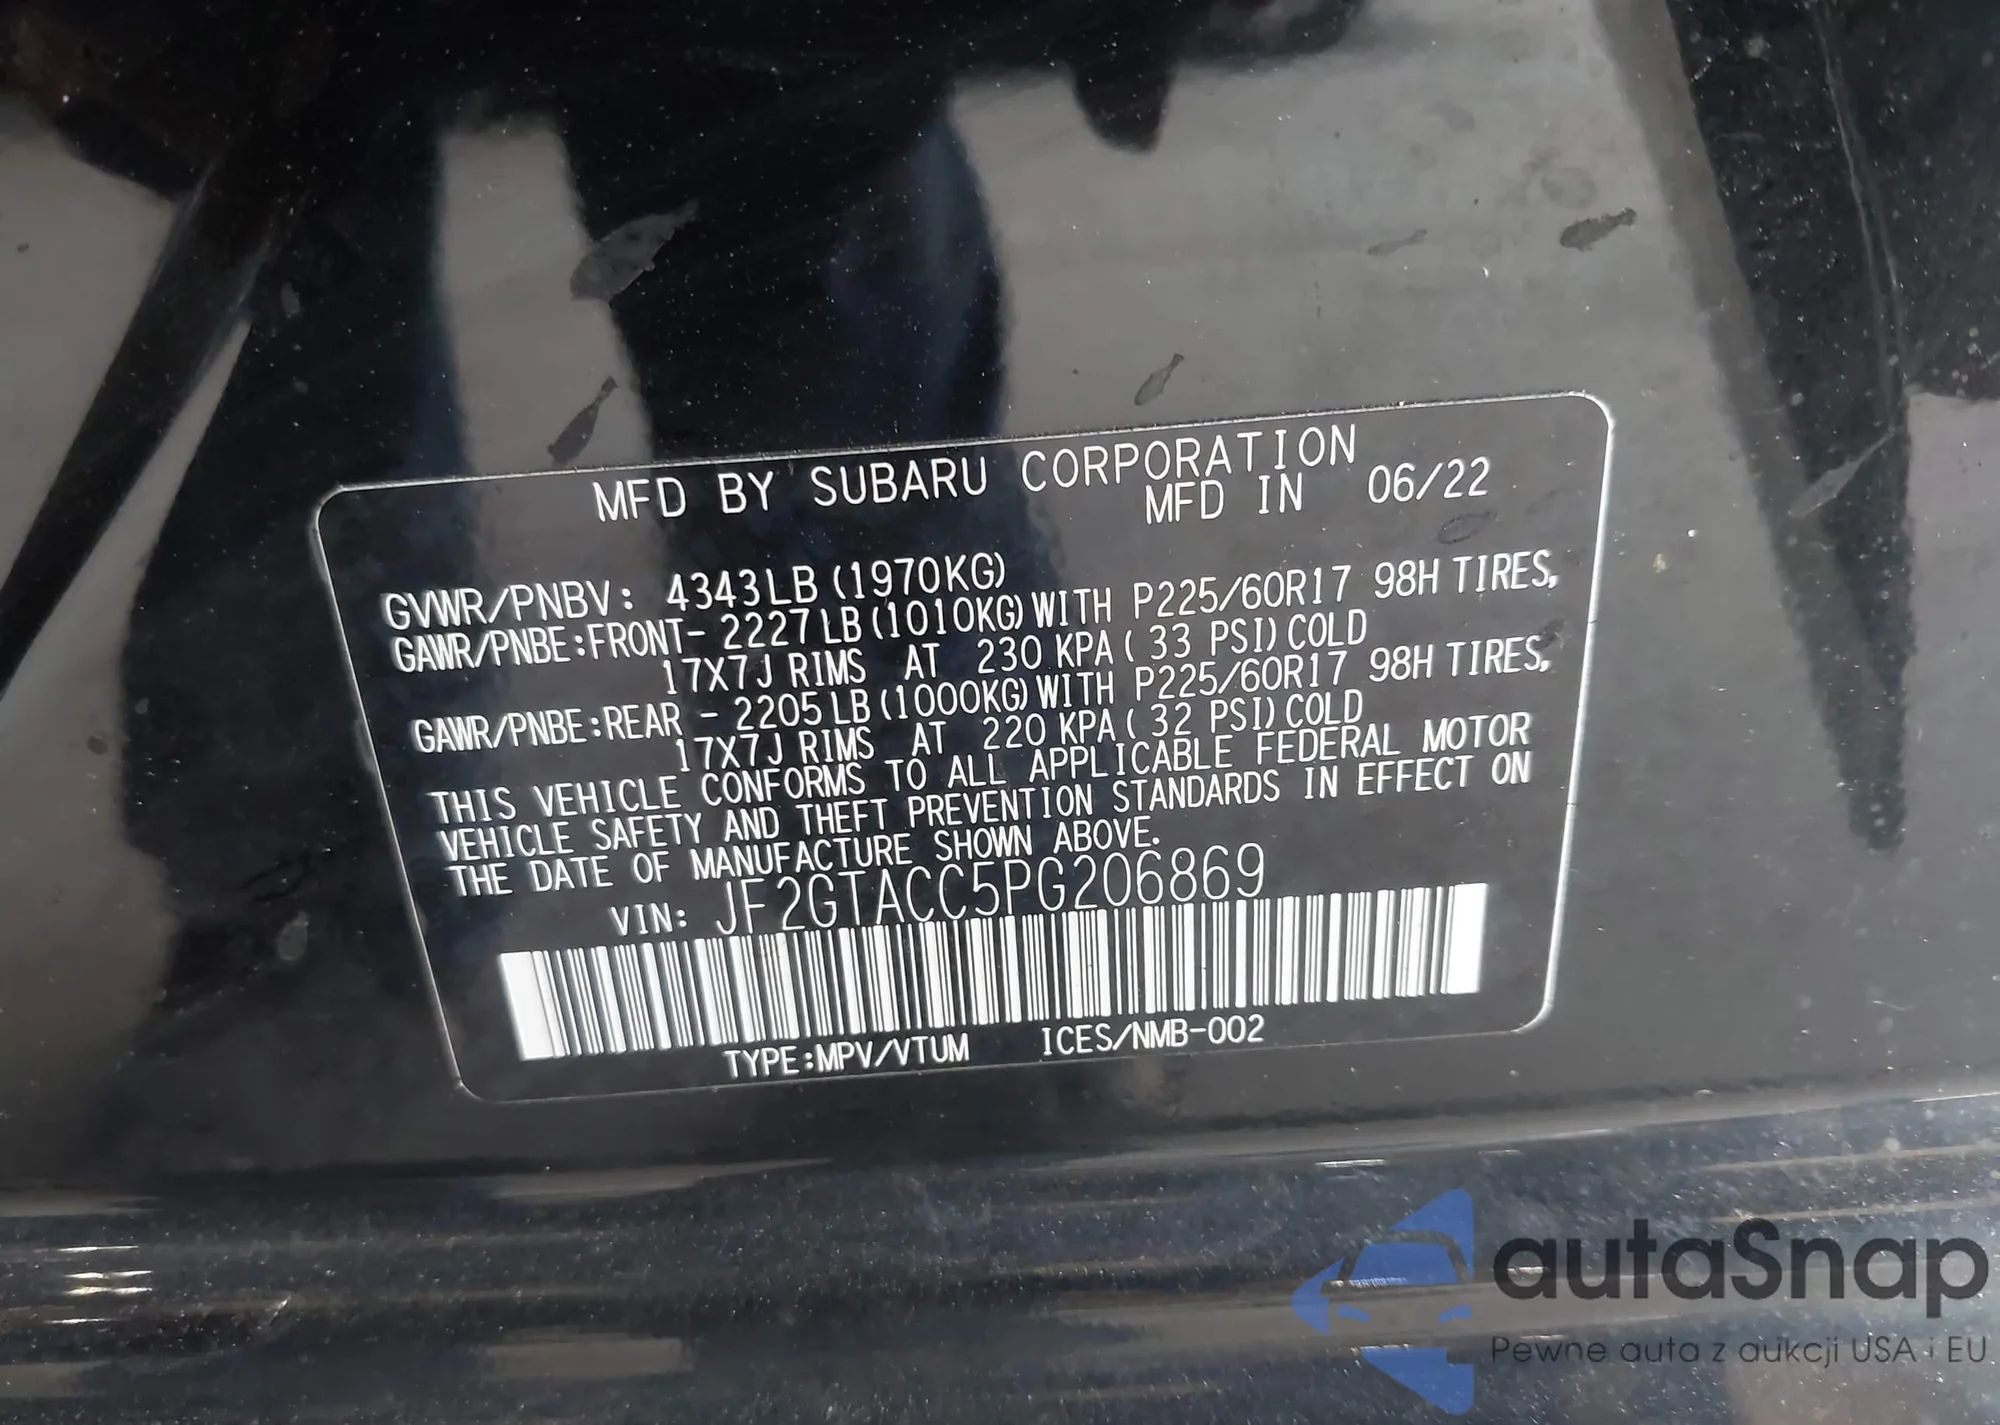 MFD BY SUBARU CORPORATION
MFD IN 06/22
GVWR/PNBV: 4343LB (1970KG)
GAWR/PNBE:FRONT- 2227LB (1010KG) WITH P225/60R17 98H TIRES,
17X7J RIMS AT 230 KPA ( 33 PSI) COLD
GAWR/PNBE:REAR - 2205LB (1000KG) WITH P225/60R17 98H TIRES,
17X7J RIMS AT 220 KPA ( 32 PSI) COLD
THIS VEHICLE CONFORMS TO ALL APPLICABLE FEDERAL MOTOR
VEHICLE SAFETY AND THEFT PREVENTION STANDARDS IN EFFECT ON
THE DATE OF MANUFACTURE SHOWN ABOVE.
VIN: JF2GTACC5PG206869
TYPE:MPV/VTUM ICES/NMB-002
autaSnap
Pewne auta z aukcji USA i EU